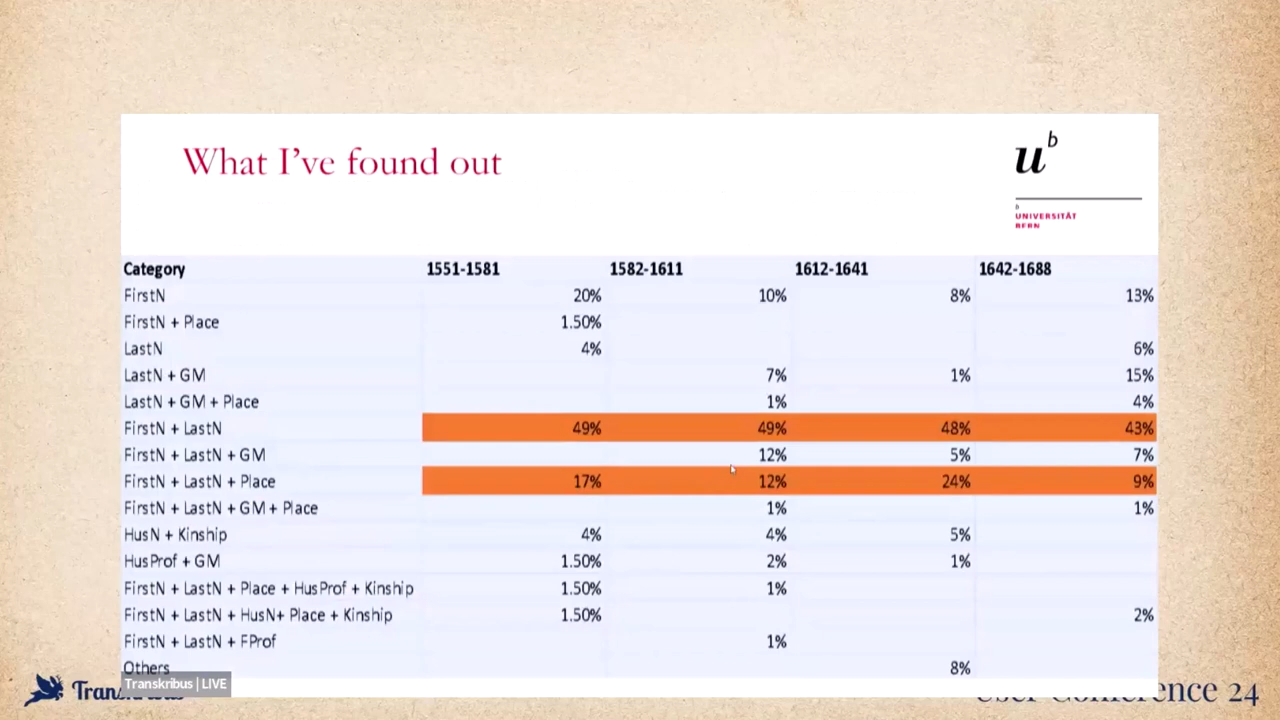 What I've found out
u b
b
UNIVERSITÄT
BERN
Category 1551-1581 1582-1611 1612-1641 1642-1688
FirstN 20% 10% 8% 13%
FirstN + Place 1.50%
LastN 4% 6%
LastN + GM 7% 1% 15%
LastN + GM + Place 1% 4%
FirstN + LastN 49% 49% 48% 43%
FirstN + LastN + GM 12% 5% 7%
FirstN + LastN + Place 17% 12% 24% 9%
FirstN + LastN + GM + Place 1% 1%
HusN + Kinship 4% 4% 5%
HusProf + GM 1.50% 2% 1%
FirstN + LastN + Place + HusProf + Kinship 1.50% 1%
FirstN + LastN + HusN+ Place + Kinship 1.50% 2%
FirstN + LastN + FProf 1%
Others 8%
Transkribus | LIVE
Transkribus User Conference 24